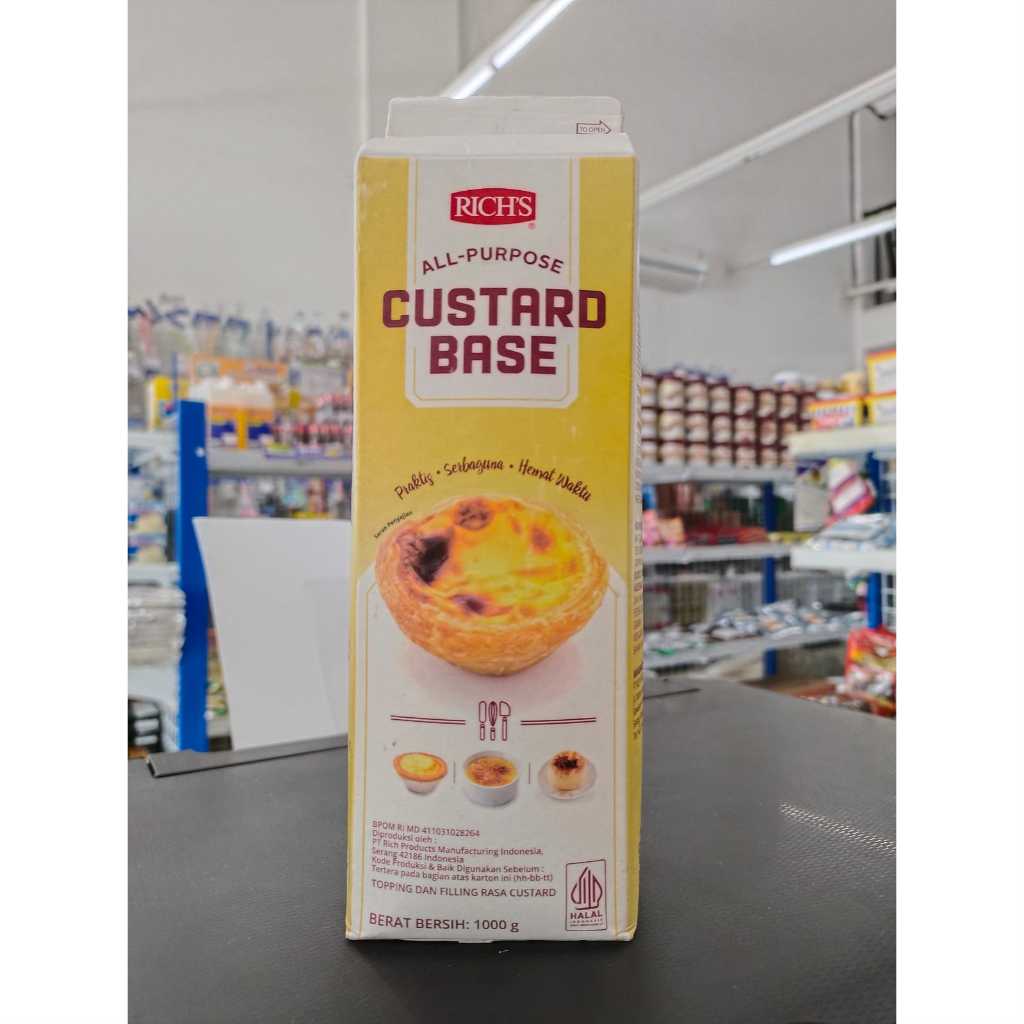 TO OPEN
RICH'S
®
ALL-PURPOSE
CUSTARD
BASE
Praktis • Serbaguna • Hemat Waktu
Saran Penyajian
BPOM RI MD 411031028264
Diproduksi oleh :
PT Rich Products Manufacturing Indonesia,
Serang 42186 Indonesia
Kode Produksi & Baik Digunakan Sebelum :
Tertera pada bagian atas karton ini (hh-bb-tt)
TOPPING DAN FILLING RASA CUSTARD
BERAT BERSIH: 1000 g
HALAL
INDONESIA